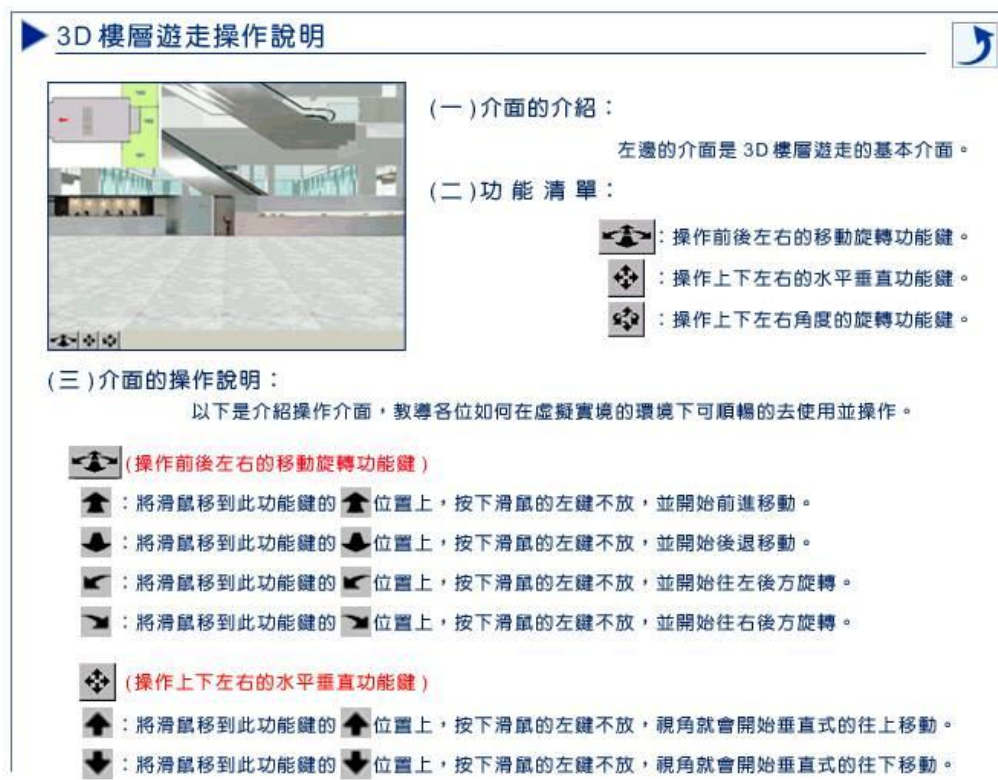 3D 樓層遊走操作說明
(一)介面的介紹：
左邊的介面是 3D 樓層遊走的基本介面。
(二)功能清單：
：操作前後左右的移動旋轉功能鍵。
：操作上下左右的水平垂直功能鍵。
：操作上下左右角度的旋轉功能鍵。
(三)介面的操作說明：
以下是介紹操作介面，教導各位如何在虛擬實境的環境下可順暢的去使用並操作。
(操作前後左右的移動旋轉功能鍵)
：將滑鼠移到此功能鍵的 位置上，按下滑鼠的左鍵不放，並開始前進移動。
：將滑鼠移到此功能鍵的 位置上，按下滑鼠的左鍵不放，並開始後退移動。
：將滑鼠移到此功能鍵的 位置上，按下滑鼠的左鍵不放，並開始往左後方旋轉。
：將滑鼠移到此功能鍵的 位置上，按下滑鼠的左鍵不放，並開始往右後方旋轉。
(操作上下左右的水平垂直功能鍵)
：將滑鼠移到此功能鍵的 位置上，按下滑鼠的左鍵不放，視角就會開始垂直式的往上移動。
：將滑鼠移到此功能鍵的 位置上，按下滑鼠的左鍵不放，視角就會開始垂直式的往下移動。